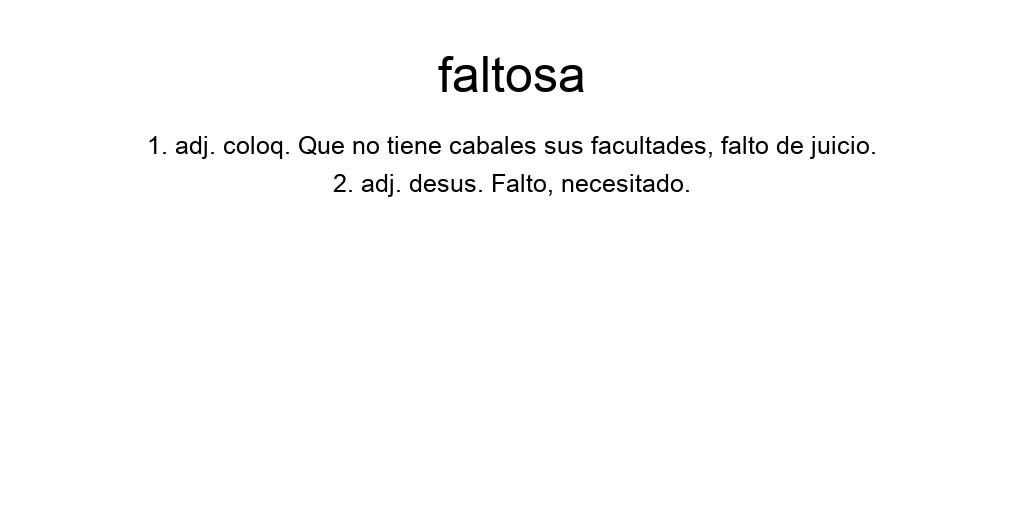 faltosa
1. adj. coloq. Que no tiene cabales sus facultades, falto de juicio.
2. adj. desus. Falto, necesitado.